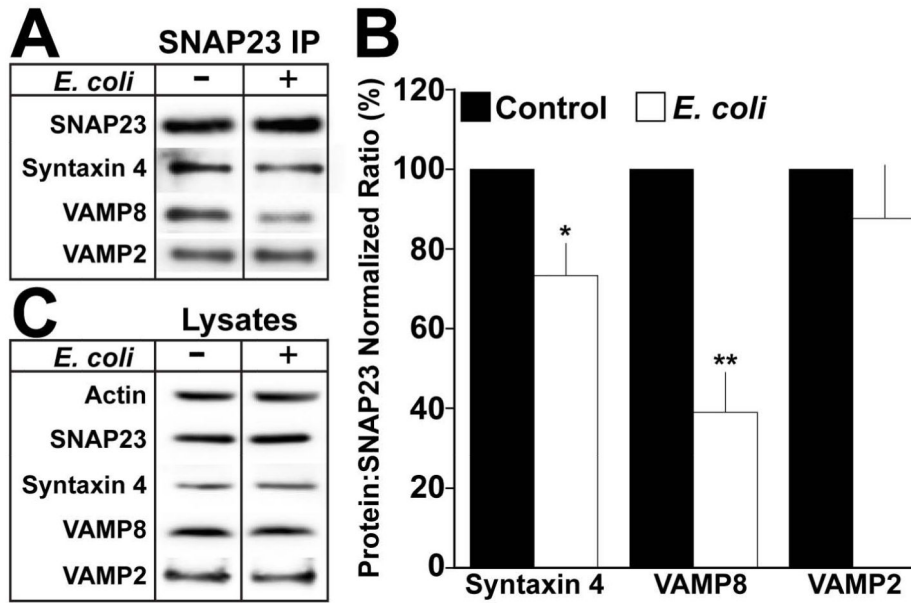 A
SNAP23 IP
E. coli - +
SNAP23
Syntaxin 4
VAMP8
VAMP2
C
Lysates
E. coli - +
Actin
SNAP23
Syntaxin 4
VAMP8
VAMP2
B
Protein:SNAP23 Normalized Ratio (%)
120
100
80
60
40
20
0
Control E. coli
*
**
Syntaxin 4 VAMP8 VAMP2